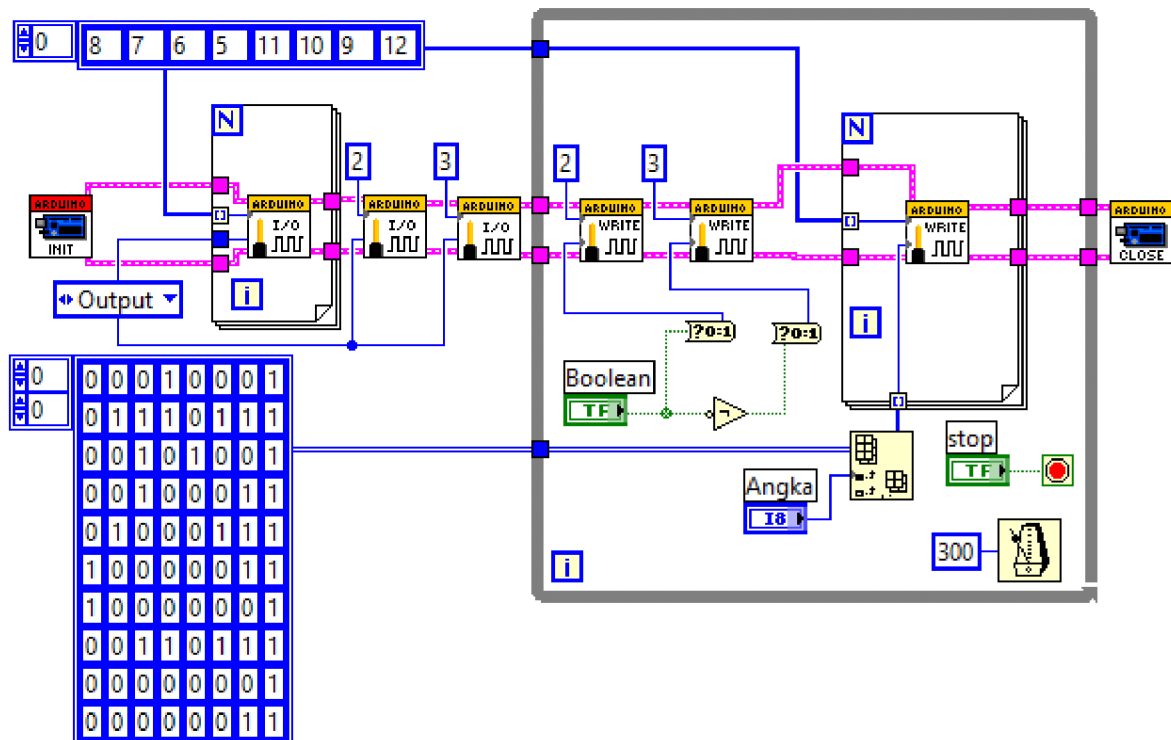 0 8 7 6 5 11 10 9 12
N
N
2 3
2 3
ARDUINO INIT
ARDUINO I/O
ARDUINO I/O
ARDUINO I/O
ARDUINO WRITE
ARDUINO WRITE
ARDUINO WRITE
ARDUINO CLOSE
Output
i
i
?0:1
?0:1
Boolean
TF
stop
TF
Angka
I8
300
i
0
0
0 0 0 1 0 0 0 1
0 1 1 1 0 1 1 1
0 0 1 0 1 0 0 1
0 0 1 0 0 0 1 1
0 1 0 0 0 1 1 1
1 0 0 0 0 0 1 1
1 0 0 0 0 0 0 1
0 0 1 1 0 1 1 1
0 0 0 0 0 0 0 1
0 0 0 0 0 0 1 1